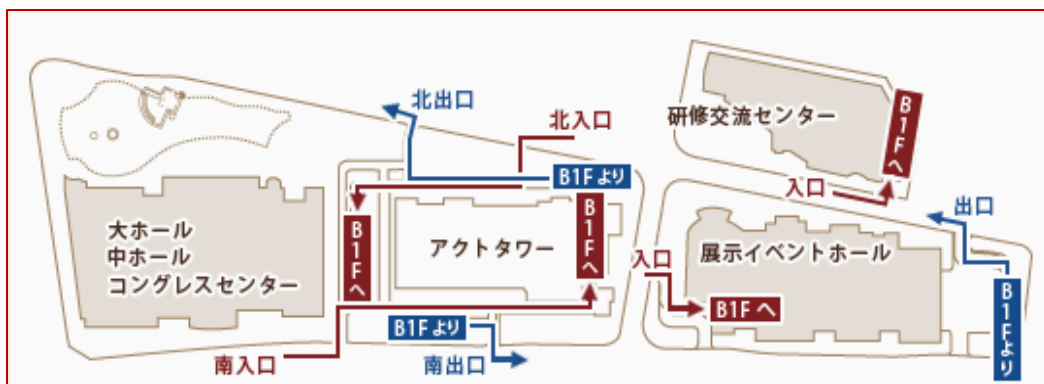 北出口
北入口
B1Fより
B1Fへ
B1Fへ
大ホール
中ホール
コングレスセンター
アクトタワー
B1Fより
南入口
南出口
研修交流センター
B1Fへ
入口
出口
入口
展示イベントホール
B1Fへ
B1Fより